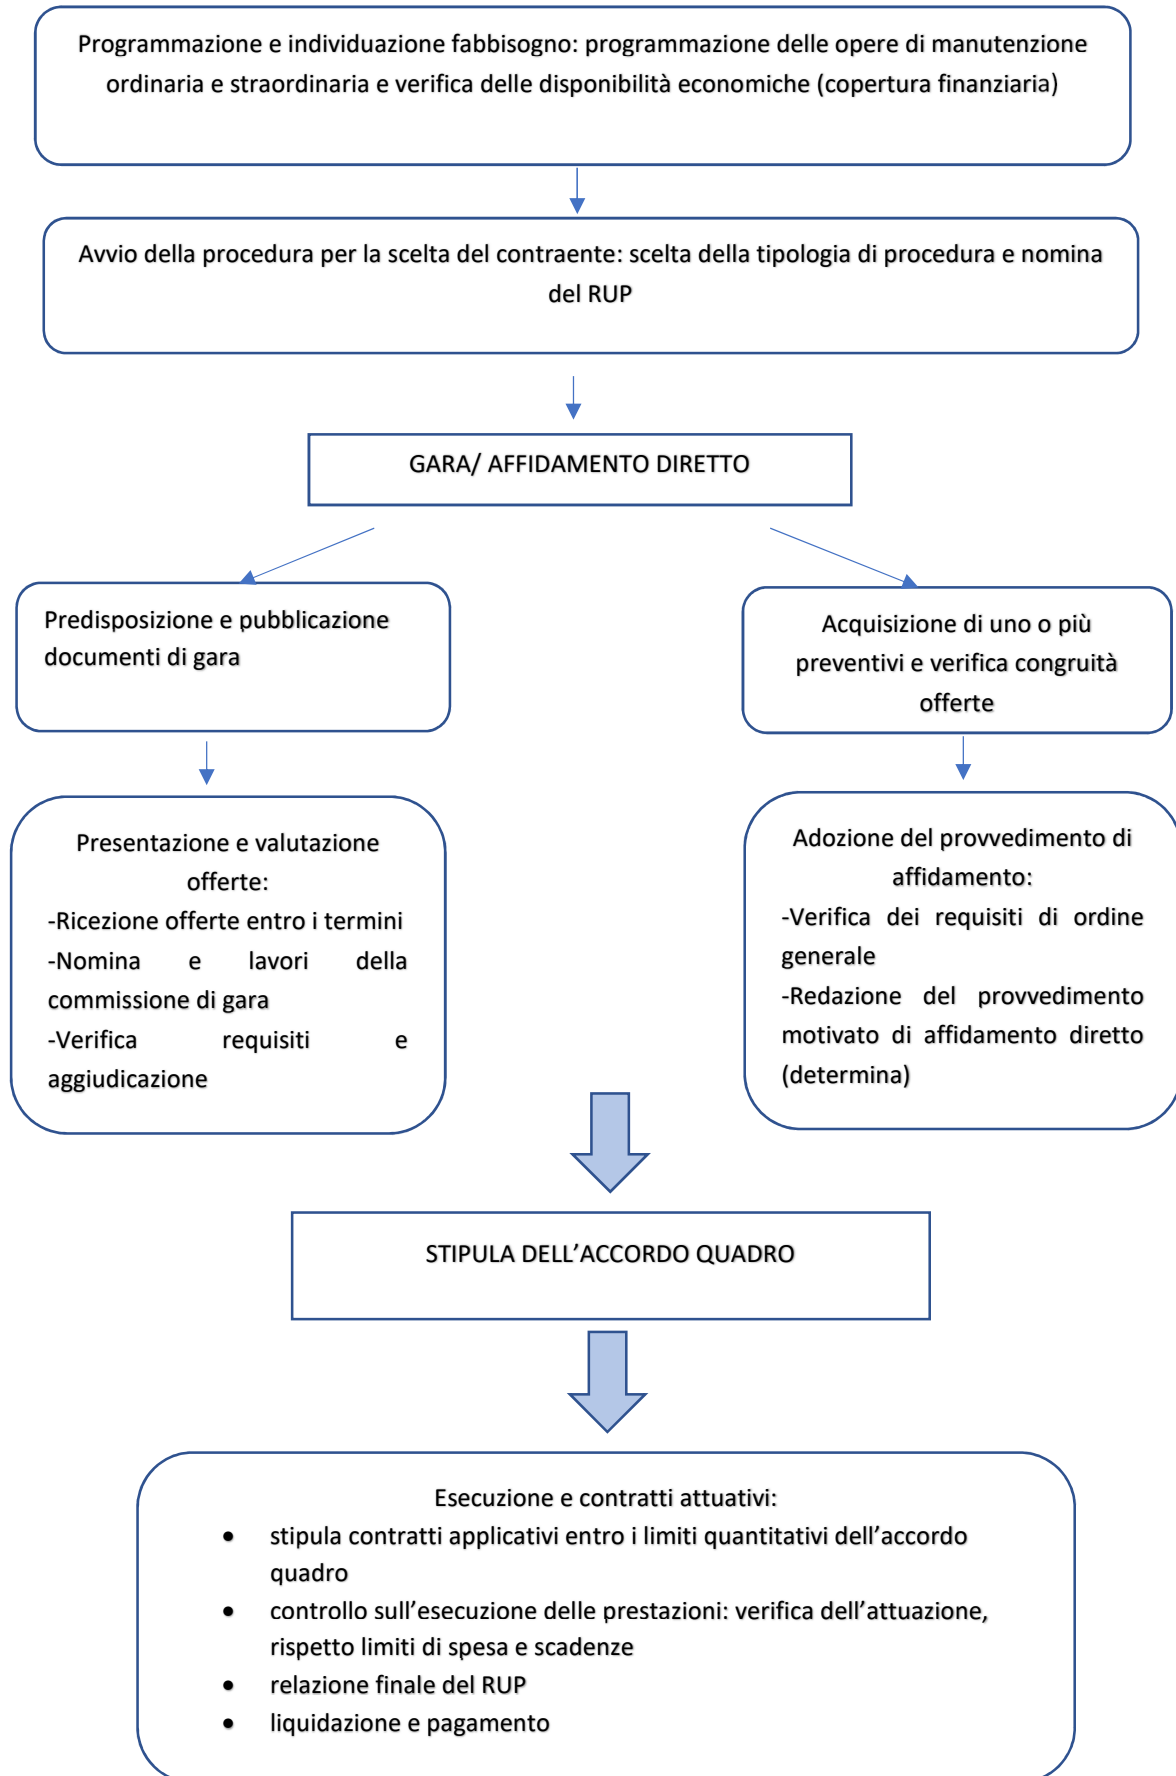 Programmazione e individuazione fabbisogno: programmazione delle opere di manutenzione
ordinaria e straordinaria e verifica delle disponibilità economiche (copertura finanziaria)
Avvio della procedura per la scelta del contraente: scelta della tipologia di procedura e nomina
del RUP
GARA/ AFFIDAMENTO DIRETTO
Predisposizione e pubblicazione
documenti di gara
Acquisizione di uno o più
preventivi e verifica congruità
offerte
Presentazione e valutazione
offerte:
-Ricezione offerte entro i termini
-Nomina e lavori della
commissione di gara
-Verifica requisiti e
aggiudicazione
Adozione del provvedimento di
affidamento:
-Verifica dei requisiti di ordine
generale
-Redazione del provvedimento
motivato di affidamento diretto
(determina)
STIPULA DELL’ACCORDO QUADRO
Esecuzione e contratti attuativi:
• stipula contratti applicativi entro i limiti quantitativi dell’accordo
quadro
• controllo sull’esecuzione delle prestazioni: verifica dell’attuazione,
rispetto limiti di spesa e scadenze
• relazione finale del RUP
• liquidazione e pagamento